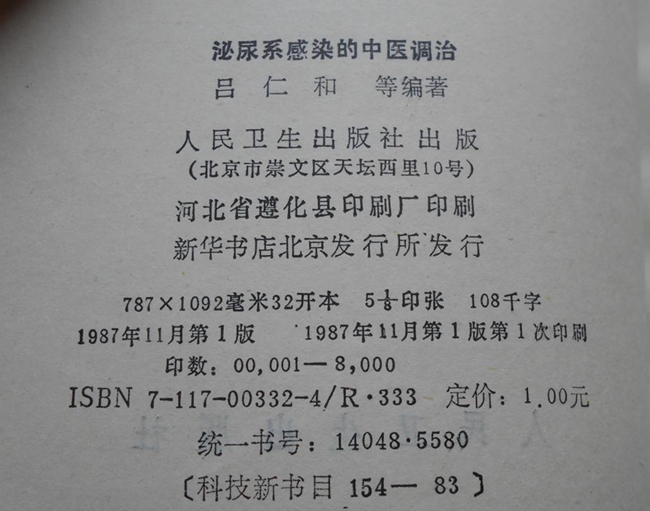 泌尿系感染的中医调治
吕仁和 等编著
人民卫生出版社出版
(北京市崇文区天坛西里10号)
河北省遵化县印刷厂印刷
新华书店北京发行所发行
787×1092毫米32开本 5⅛印张 108千字
1987年11月第1版 1987年11月第1版第1次印刷
印数：00,001—8,000
ISBN 7-117-00332-4/R·333 定价：1.00元
统一书号：14048·5580
〔科技新书目 154—83〕